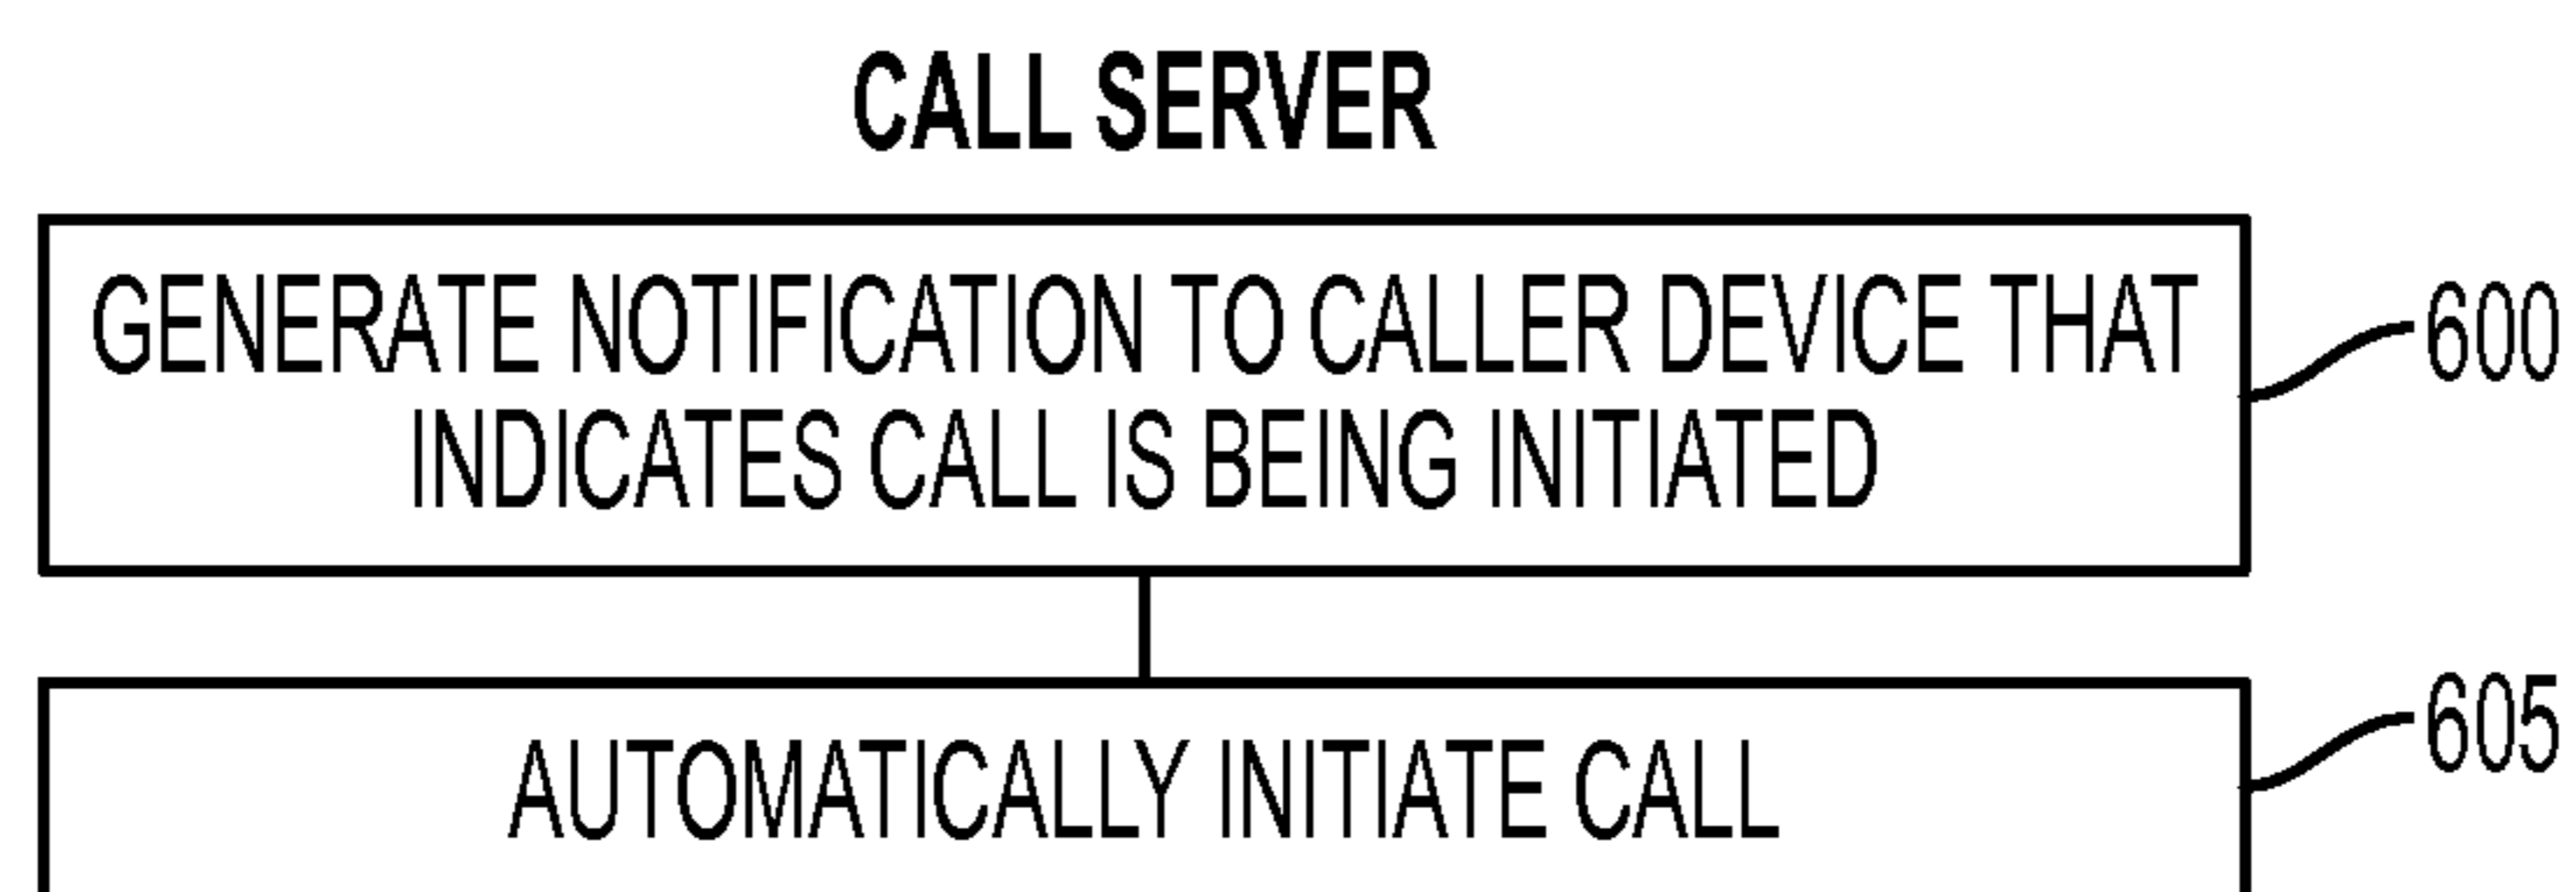 CALL SERVER
GENERATE NOTIFICATION TO CALLER DEVICE THAT
INDICATES CALL IS BEING INITIATED
600
AUTOMATICALLY INITIATE CALL
605